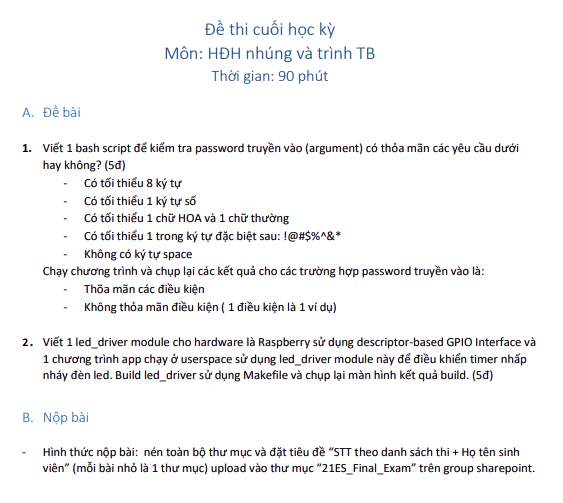 Đề thi cuối học kỳ
Môn: HĐH nhúng và trình TB
Thời gian: 90 phút
A. Đề bài
1. Viết 1 bash script để kiểm tra password truyền vào (argument) có thỏa mãn các yêu cầu dưới
hay không? (5đ)
- Có tối thiểu 8 ký tự
- Có tối thiểu 1 ký tự số
- Có tối thiểu 1 chữ HOA và 1 chữ thường
- Có tối thiểu 1 trong ký tự đặc biệt sau: !@#$%^&*
- Không có ký tự space
Chạy chương trình và chụp lại các kết quả cho các trường hợp password truyền vào là:
- Thõa mãn các điều kiện
- Không thỏa mãn điều kiện ( 1 điều kiện là 1 ví dụ)
2. Viết 1 led_driver module cho hardware là Raspberry sử dụng descriptor-based GPIO Interface và
1 chương trình app chạy ở userspace sử dụng led_driver module này để điều khiển timer nhấp
nháy đèn led. Build led_driver sử dụng Makefile và chụp lại màn hình kết quả build. (5đ)
B. Nộp bài
- Hình thức nộp bài: nén toàn bộ thư mục và đặt tiêu đề “STT theo danh sách thi + Họ tên sinh
viên” (mỗi bài nhỏ là 1 thư mục) upload vào thư mục “21ES_Final_Exam” trên group sharepoint.